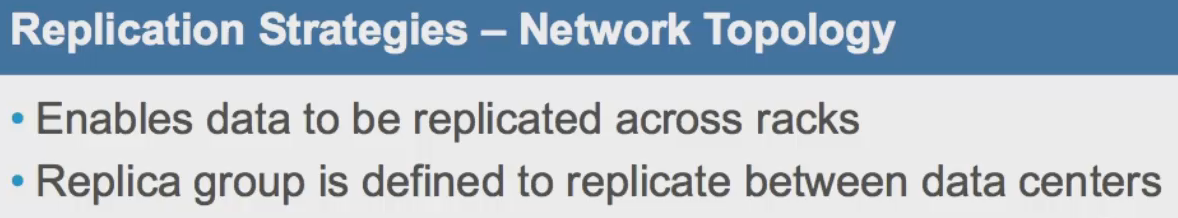 Replication Strategies – Network Topology
• Enables data to be replicated across racks
• Replica group is defined to replicate between data centers